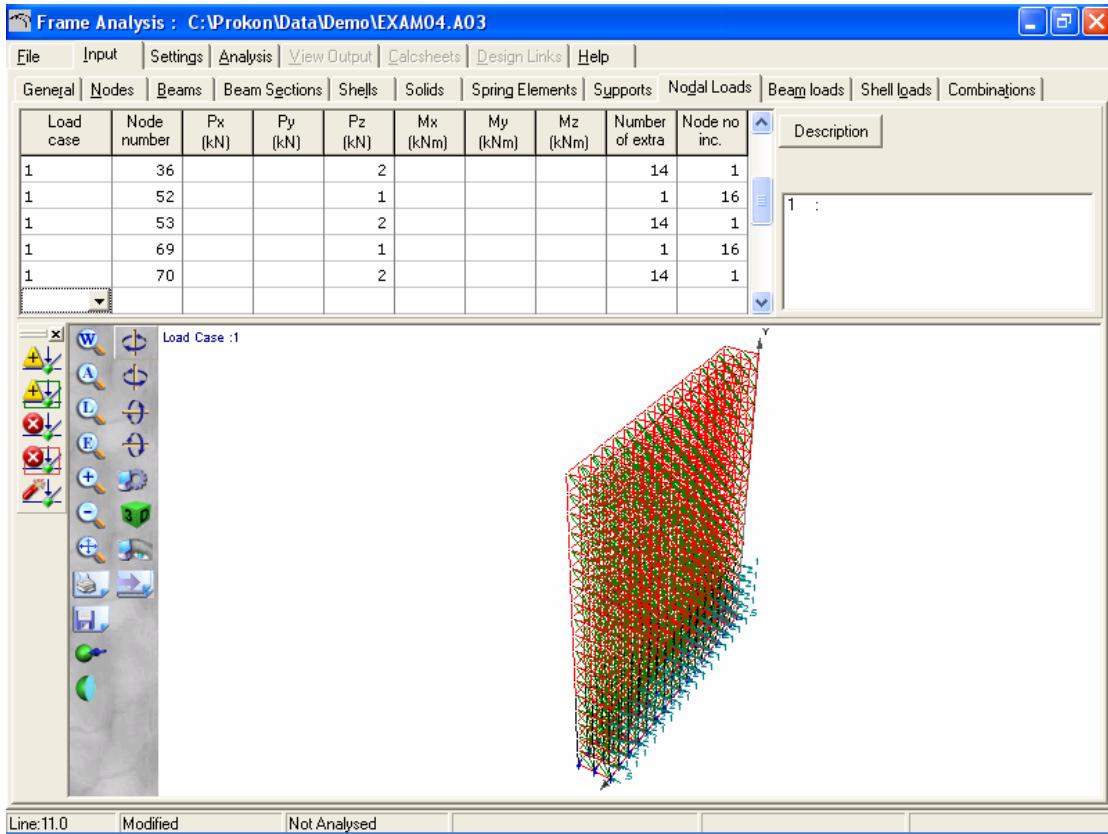 Frame Analysis : C:\Prokon\Data\Demo\EXAM04.A03
File Input Settings Analysis View Output Calcsheets Design Links Help
General Nodes Beams Beam Sections Shells Solids Spring Elements Supports Nodal Loads Beam loads Shell loads Combinations
Load case Node number Px (kN) Py (kN) Pz (kN) Mx (kNm) My (kNm) Mz (kNm) Number of extra Node no inc.
Description
1 36 2 14 1
1 52 1 1 16
1 53 2 14 1
1 69 1 1 16
1 70 2 14 1
1 :
Load Case :1
W
A
L
E
3D
Y
.5
.5
Line:11.0 Modified Not Analysed